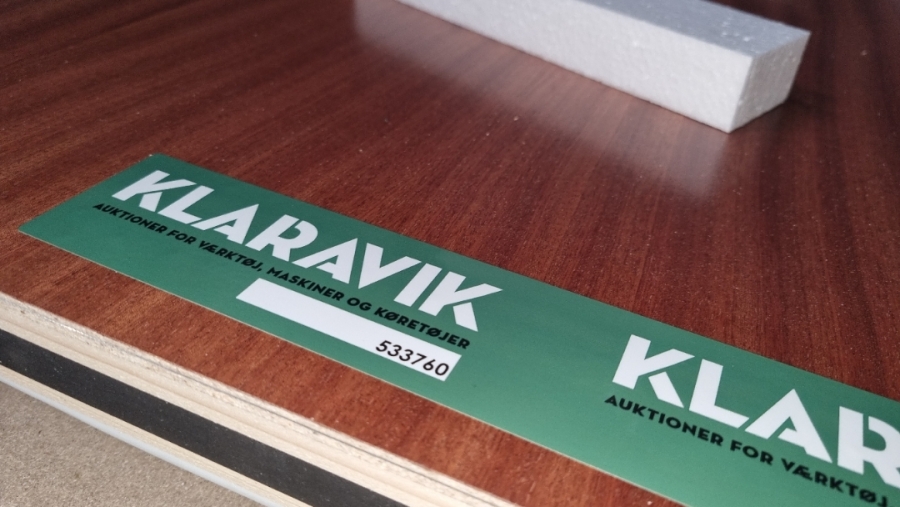 KLARAVIK
AUKTIONER FOR VÆRKTØJ, MASKINER OG KØRETØJER
533760
KLAR
AUKTIONER FOR VÆRKTØJ,